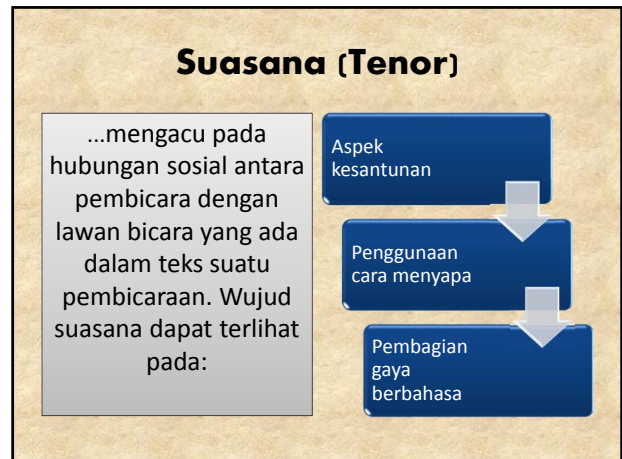 Suasana (Tenor)
...mengacu pada
hubungan sosial antara
pembicara dengan
lawan bicara yang ada
dalam teks suatu
pembicaraan. Wujud
suasana dapat terlihat
pada:
Aspek
kesantunan
Penggunaan
cara menyapa
Pembagian
gaya
berbahasa